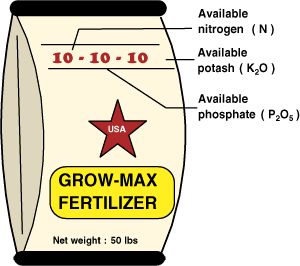 Available
nitrogen ( N )
Available
potash ( K₂O )
Available
phosphate ( P₂O₅ )
10 - 10 - 10
USA
GROW-MAX
FERTILIZER
Net weight : 50 lbs